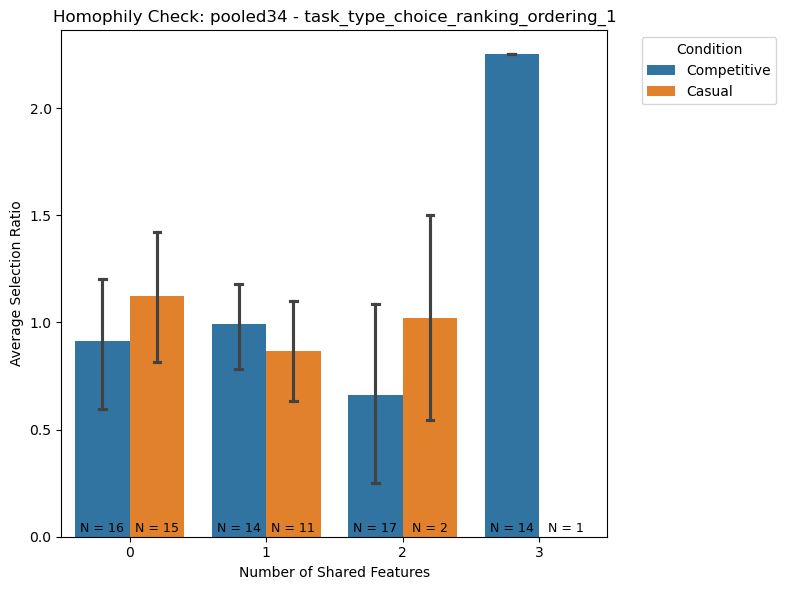 Homophily Check: pooled34 - task_type_choice_ranking_ordering_1
Condition
Competitive
Casual
Average Selection Ratio
2.0
1.5
1.0
0.5
0.0
N = 16 N = 15 N = 14 N = 11 N = 17 N = 2 N = 14 N = 1
0 1 2 3
Number of Shared Features